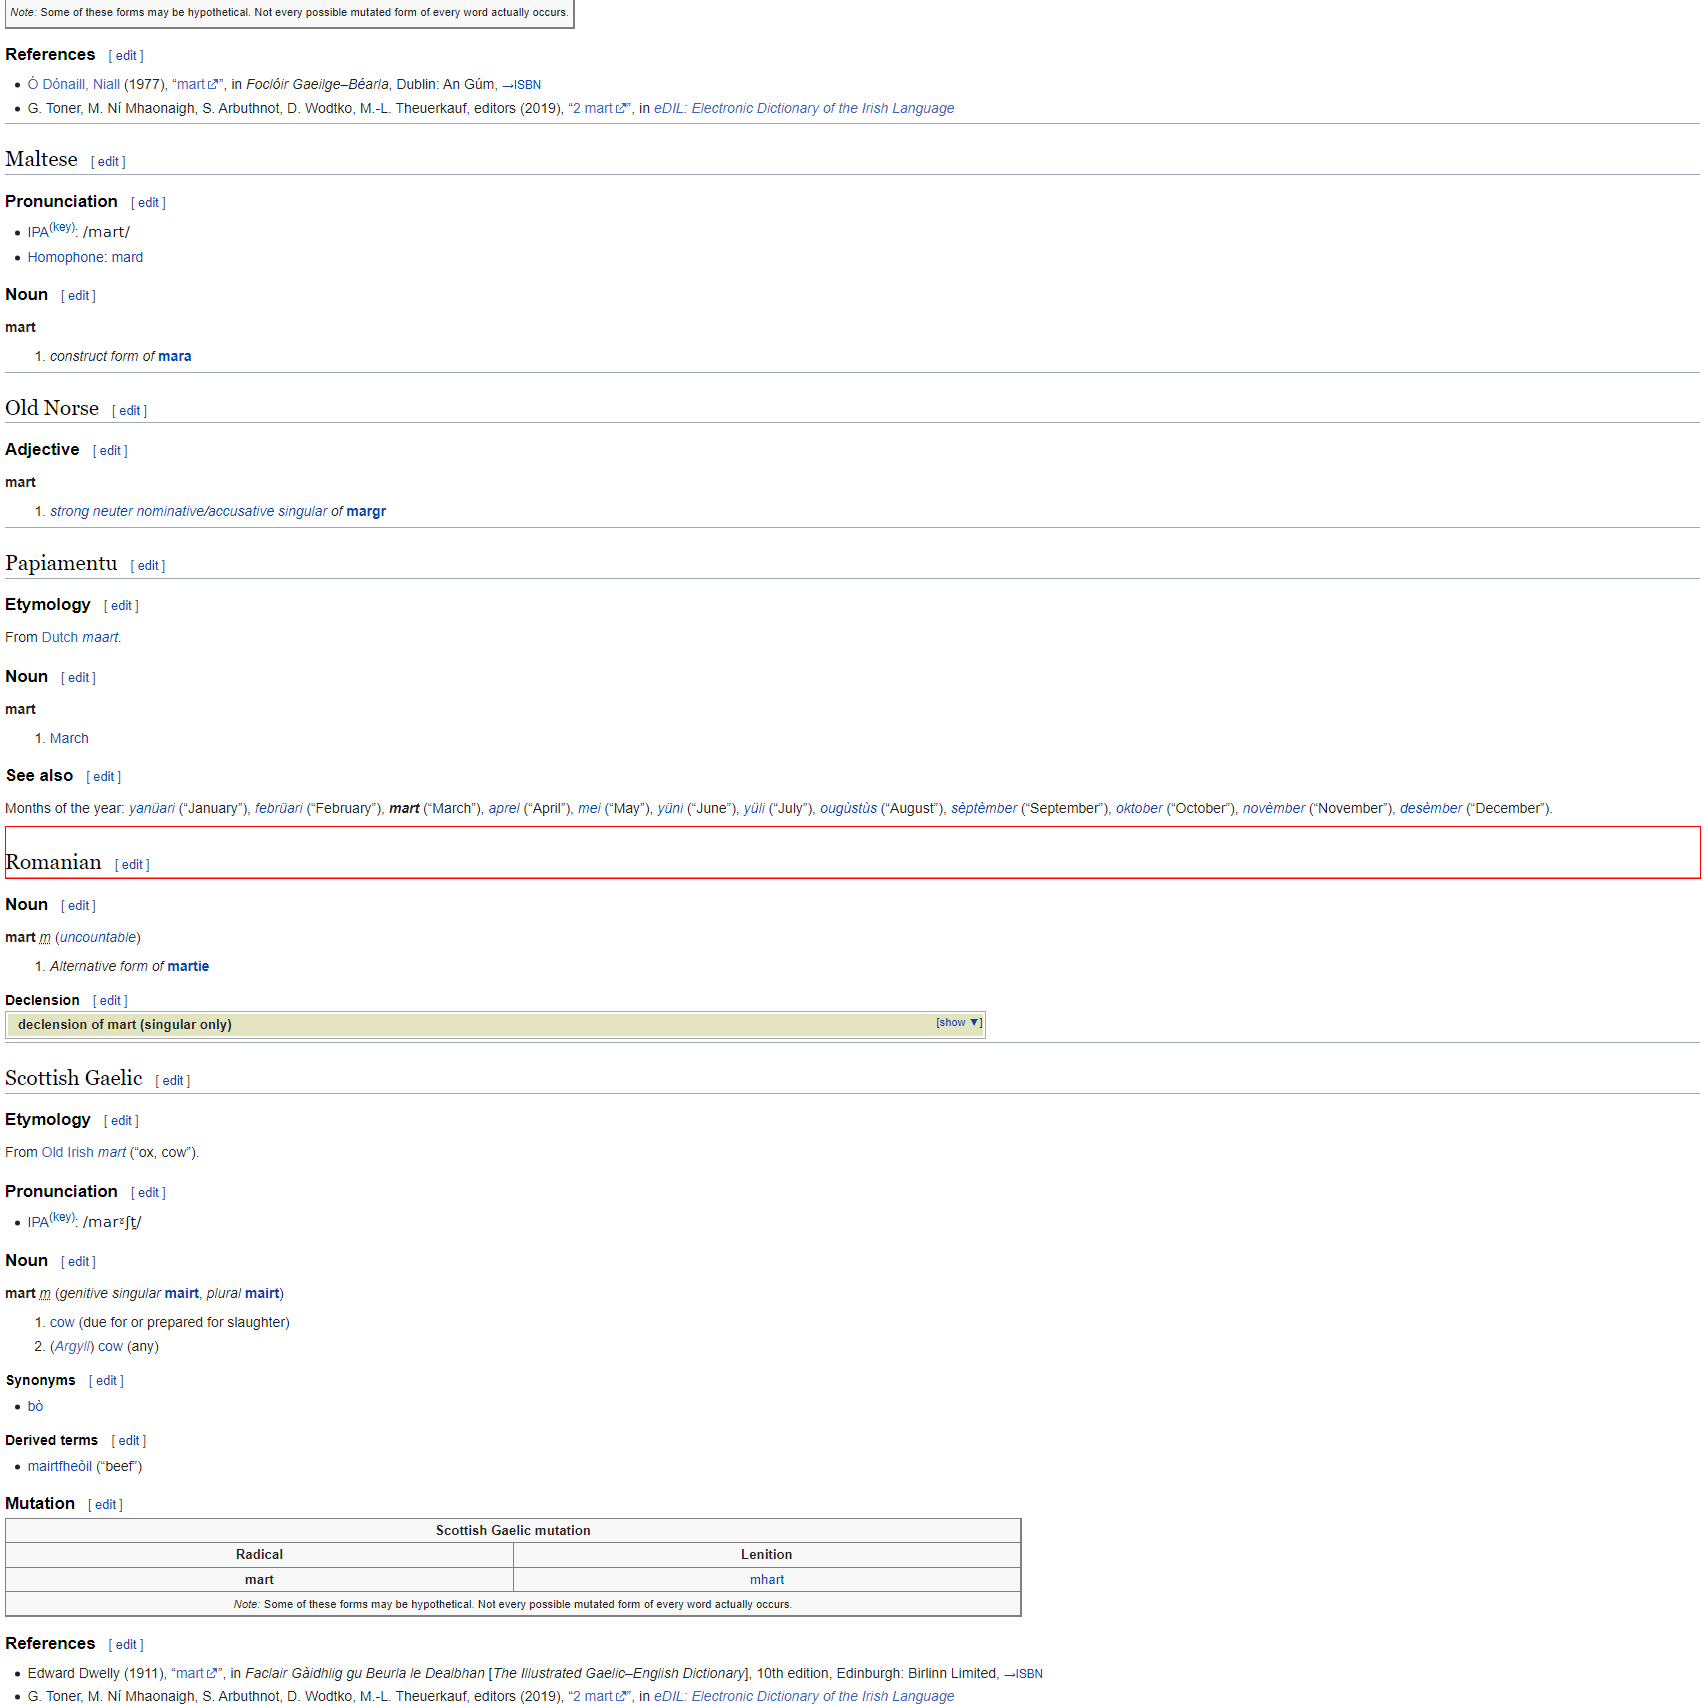 Note: Some of these forms may be hypothetical. Not every possible mutated form of every word actually occurs.
References [ edit ]
• Ó Dónaill, Niall (1977), “mart”, in Foclóir Gaeilge–Béarla, Dublin: An Gúm, →ISBN
• G. Toner, M. Ní Mhaonaigh, S. Arbuthnot, D. Wodtko, M.-L. Theuerkauf, editors (2019), “2 mart”, in eDIL: Electronic Dictionary of the Irish Language
Maltese [ edit ]
Pronunciation [ edit ]
• IPA(key): /mart/
• Homophone: mard
Noun [ edit ]
mart
1. construct form of mara
Old Norse [ edit ]
Adjective [ edit ]
mart
1. strong neuter nominative/accusative singular of margr
Papiamentu [ edit ]
Etymology [ edit ]
From Dutch maart.
Noun [ edit ]
mart
1. March
See also [ edit ]
Months of the year: yanüari (“January”), febrüari (“February”), mart (“March”), aprel (“April”), mei (“May”), yüni (“June”), yüli (“July”), ougùstùs (“August”), sèptèmber (“September”), oktober (“October”), novèmber (“November”), desèmber (“December”).
Romanian [ edit ]
Noun [ edit ]
mart m (uncountable)
1. Alternative form of martie
Declension [ edit ]
declension of mart (singular only) [show ▼]
Scottish Gaelic [ edit ]
Etymology [ edit ]
From Old Irish mart (“ox, cow”).
Pronunciation [ edit ]
• IPA(key): /marˠʃt̪/
Noun [ edit ]
mart m (genitive singular mairt, plural mairt)
1. cow (due for or prepared for slaughter)
2. (Argyll) cow (any)
Synonyms [ edit ]
• bò
Derived terms [ edit ]
• mairtfheòil (“beef”)
Mutation [ edit ]
Scottish Gaelic mutation
Radical Lenition
mart mhart
Note: Some of these forms may be hypothetical. Not every possible mutated form of every word actually occurs.
References [ edit ]
• Edward Dwelly (1911), “mart”, in Faclair Gàidhlig gu Beurla le Dealbhan [The Illustrated Gaelic–English Dictionary], 10th edition, Edinburgh: Birlinn Limited, →ISBN
• G. Toner, M. Ní Mhaonaigh, S. Arbuthnot, D. Wodtko, M.-L. Theuerkauf, editors (2019), “2 mart”, in eDIL: Electronic Dictionary of the Irish Language